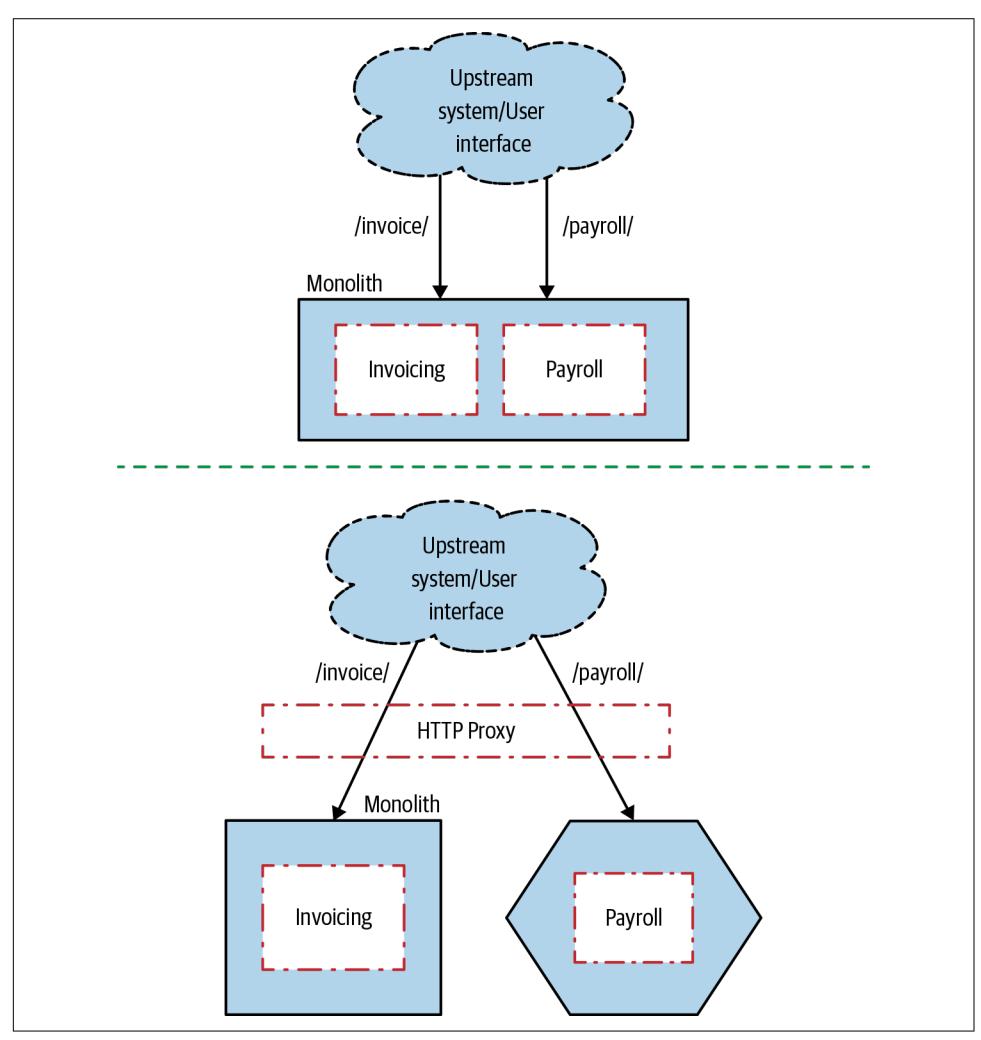 Upstream
system/User
interface
/invoice/
/payroll/
Monolith
Invoicing
Payroll
Upstream
system/User
interface
/invoice/
/payroll/
HTTP Proxy
Monolith
Invoicing
Payroll